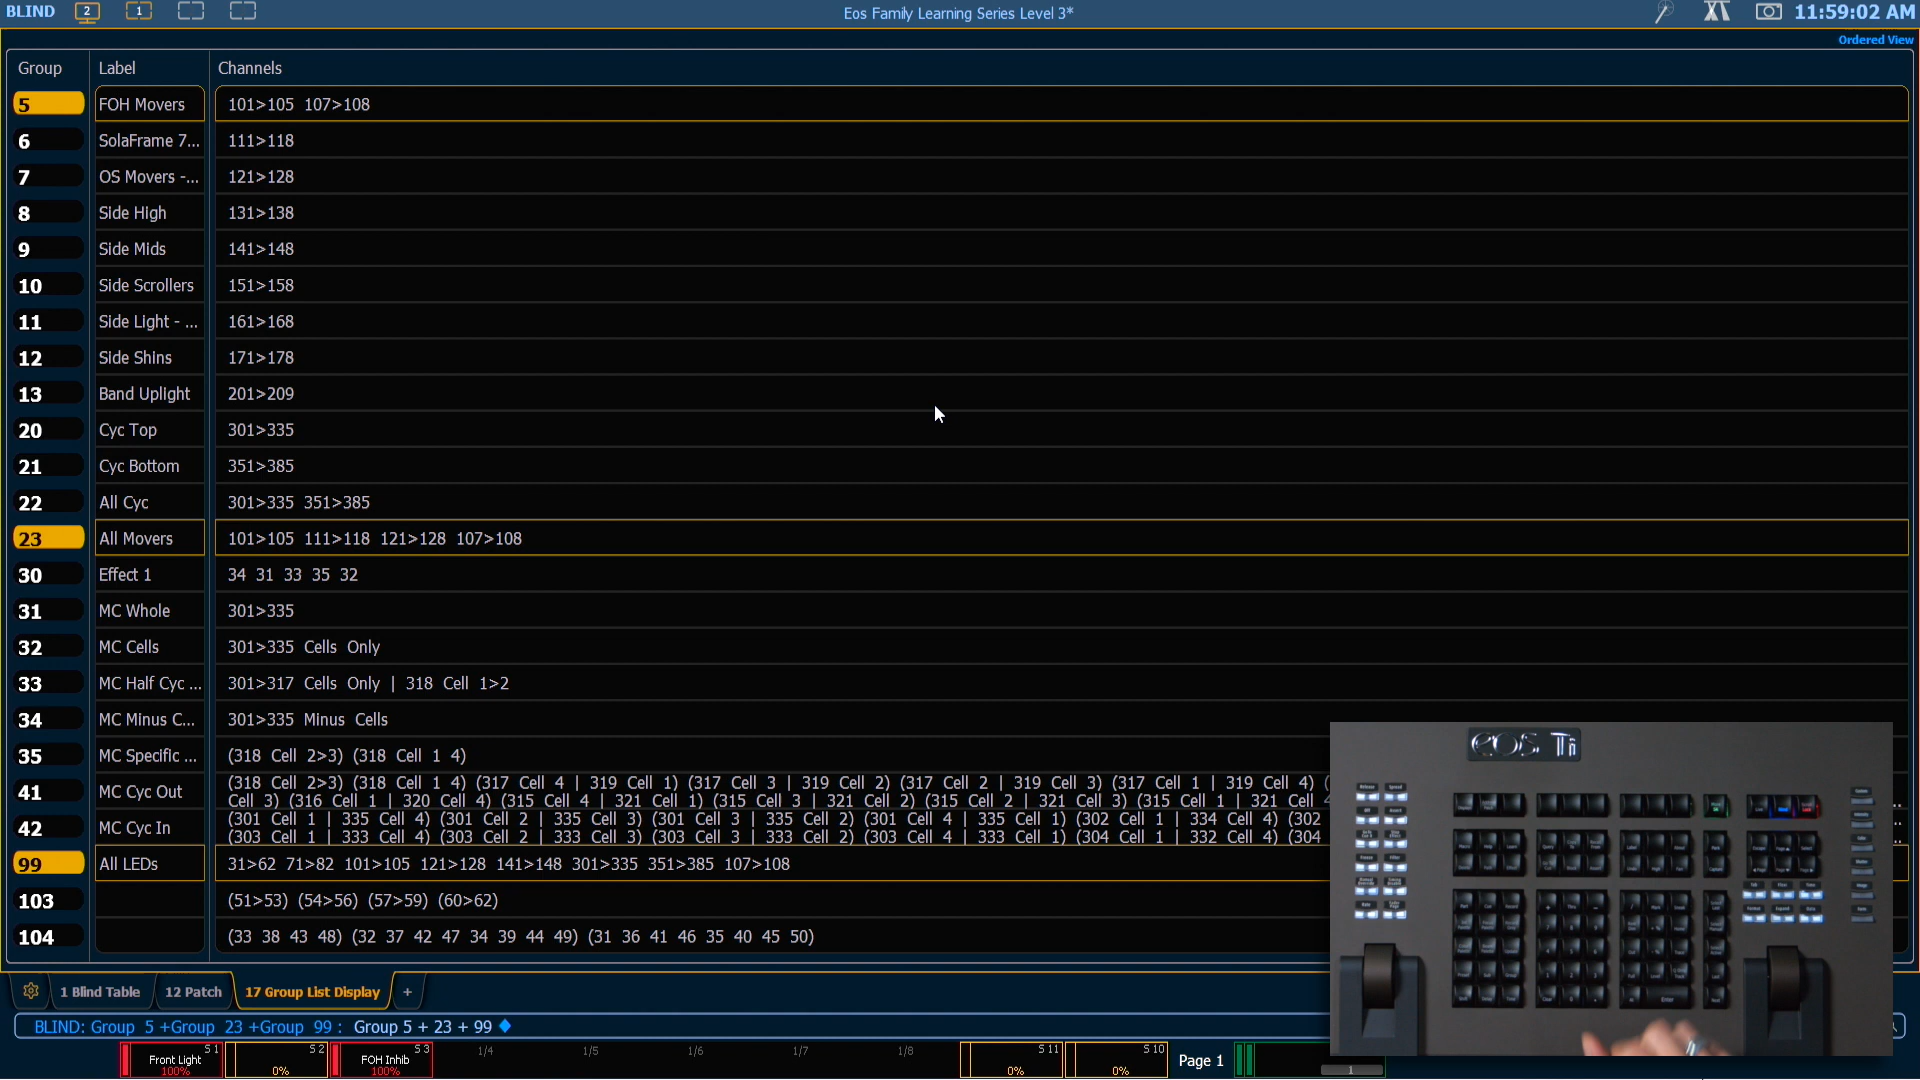 BLIND 2 1 Eos Family Learning Series Level 3* 11:59:02 AM
Ordered View
Group Label Channels
5 FOH Movers 101>105 107>108
6 SolaFrame 7... 111>118
7 OS Movers -... 121>128
8 Side High 131>138
9 Side Mids 141>148
10 Side Scrollers 151>158
11 Side Light - ... 161>168
12 Side Shins 171>178
13 Band Uplight 201>209
20 Cyc Top 301>335
21 Cyc Bottom 351>385
22 All Cyc 301>335 351>385
23 All Movers 101>105 111>118 121>128 107>108
30 Effect 1 34 31 33 35 32
31 MC Whole 301>335
32 MC Cells 301>335 Cells Only
33 MC Half Cyc ... 301>317 Cells Only | 318 Cell 1>2
34 MC Minus C... 301>335 Minus Cells
35 MC Specific ... (318 Cell 2>3) (318 Cell 1 4)
41 MC Cyc Out (318 Cell 2>3) (318 Cell 1 4) (317 Cell 4 | 319 Cell 1) (317 Cell 3 | 319 Cell 2) (317 Cell 2 | 319 Cell 3) (317 Cell 1 | 319 Cell 4) (
Cell 3) (316 Cell 1 | 320 Cell 4) (315 Cell 4 | 321 Cell 1) (315 Cell 3 | 321 Cell 2) (315 Cell 2 | 321 Cell 3) (315 Cell 1 | 321 Cell 4 ...
42 MC Cyc In (301 Cell 1 | 335 Cell 4) (301 Cell 2 | 335 Cell 3) (301 Cell 3 | 335 Cell 2) (301 Cell 4 | 335 Cell 1) (302 Cell 1 | 334 Cell 4) (302
(303 Cell 1 | 333 Cell 4) (303 Cell 2 | 333 Cell 3) (303 Cell 3 | 333 Cell 2) (303 Cell 4 | 333 Cell 1) (304 Cell 1 | 332 Cell 4) (304 ...
99 All LEDs 31>62 71>82 101>105 121>128 141>148 301>335 351>385 107>108
103 (51>53) (54>56) (57>59) (60>62)
104 (33 38 43 48) (32 37 42 47 34 39 44 49) (31 36 41 46 35 40 45 50)
eos Ti
1 Blind Table 12 Patch 17 Group List Display +
BLIND: Group 5 +Group 23 +Group 99 : Group 5 + 23 + 99
S 1 S 2 S 3 1/4 1/5 1/6 1/7 1/8 S 11 S 10
Front Light FOH Inhib Page 1
100% 0% 100% 0% 0% 1